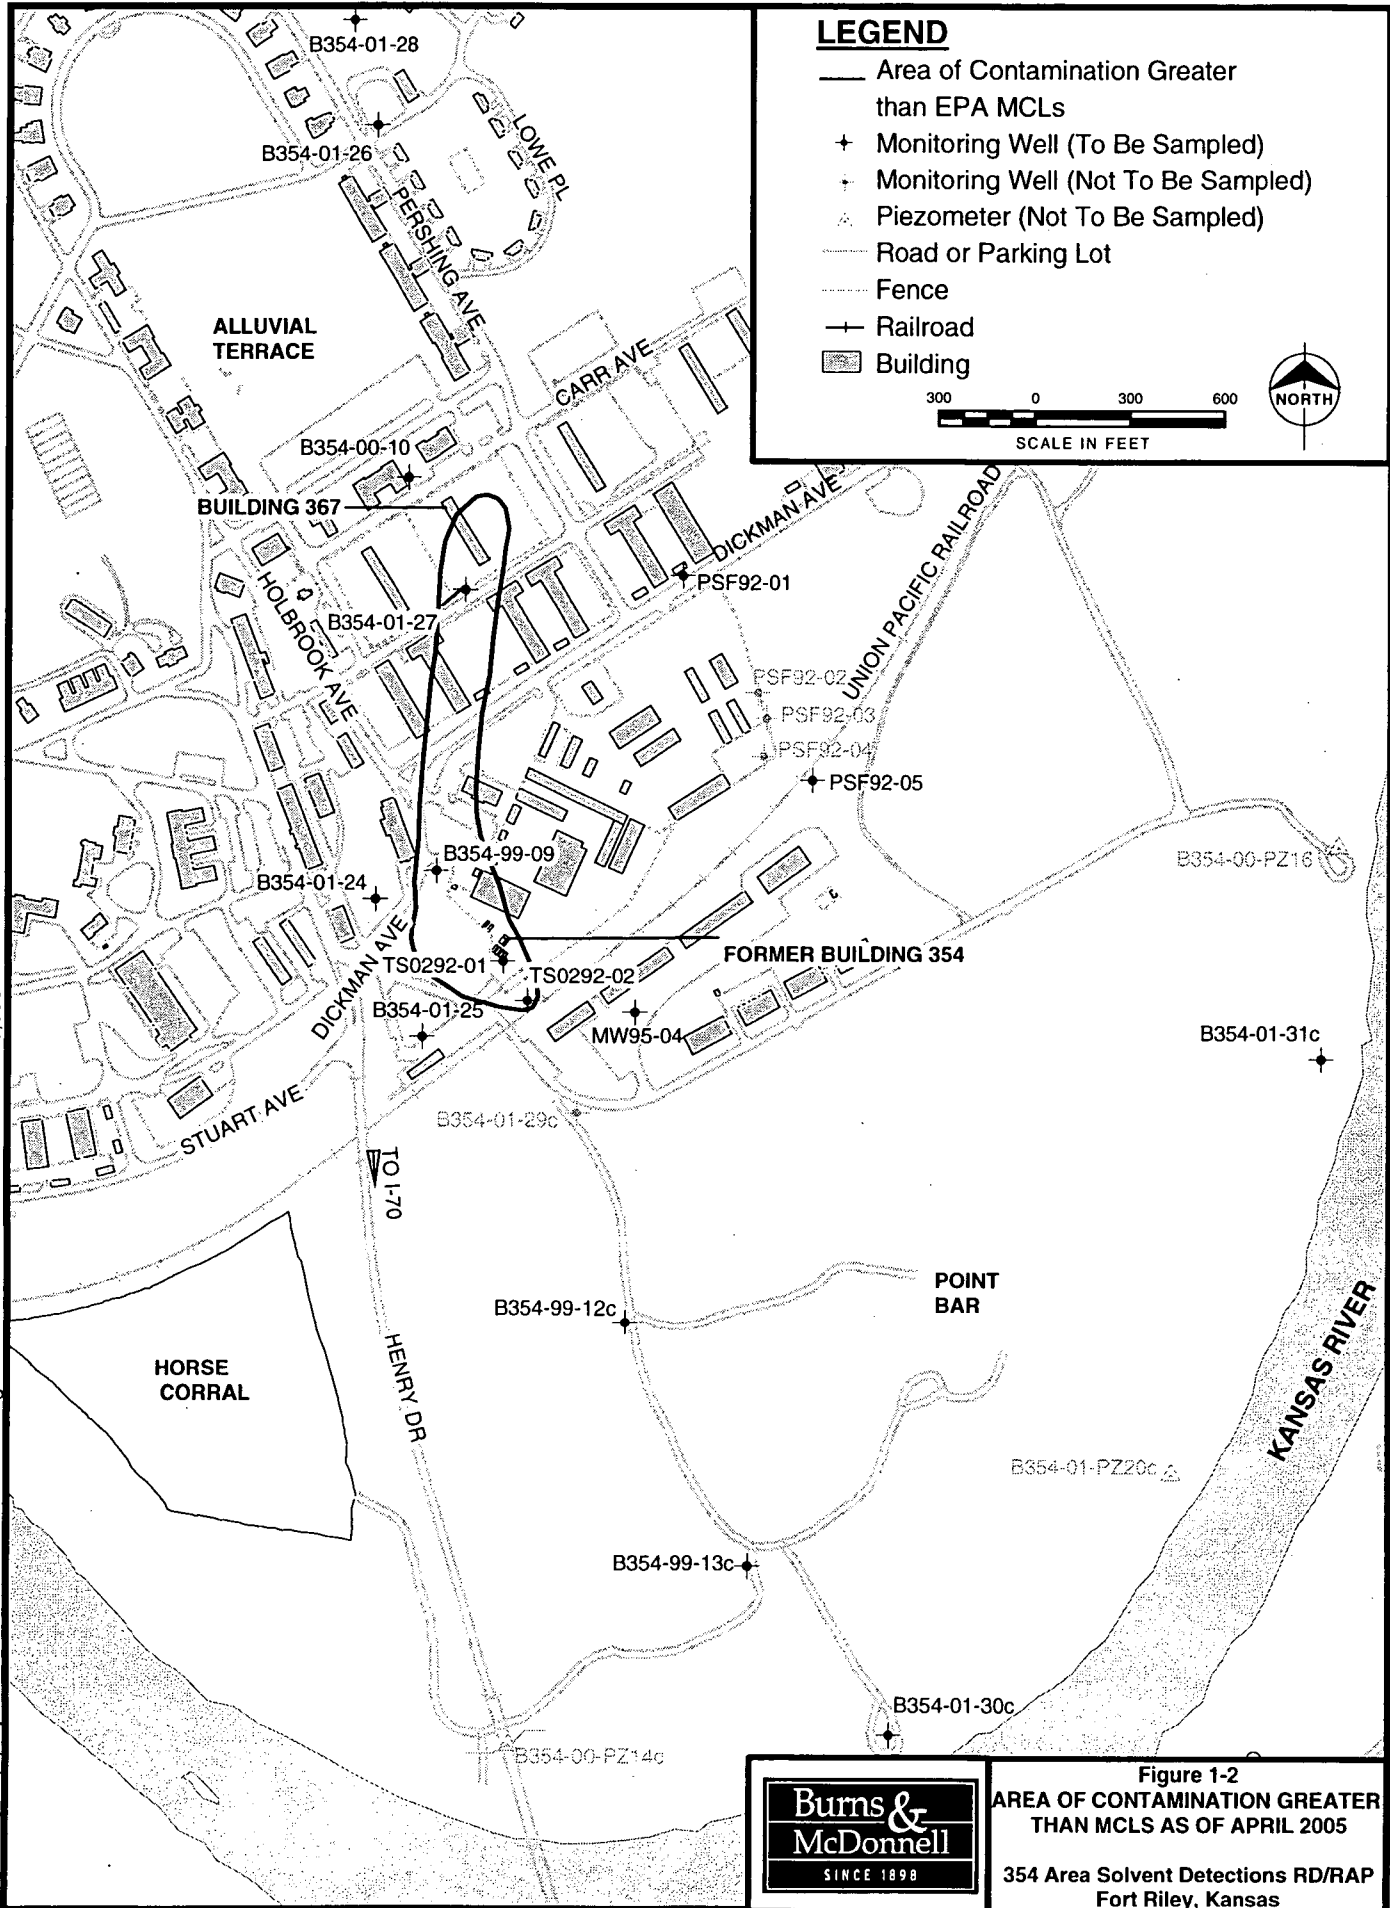 LEGEND
Area of Contamination Greater
than EPA MCLs
Monitoring Well (To Be Sampled)
Monitoring Well (Not To Be Sampled)
Piezometer (Not To Be Sampled)
Road or Parking Lot
Fence
Railroad
Building
300 0 300 600
SCALE IN FEET
NORTH
B354-01-28
B354-01-26
LOWE PL
PERSHING AVE
ALLUVIAL
TERRACE
CARR AVE
B354-00-10
BUILDING 367
DICKMAN AVE
UNION PACIFIC RAILROAD
PSF92-01
HOLBROOK AVE
B354-01-27
PSF92-02
PSF92-03
PSF92-04
PSF92-05
B354-99-09
B354-00-PZ16
B354-01-24
DICKMAN AVE
FORMER BUILDING 354
TS0292-01
TS0292-02
B354-01-25
MW95-04
B354-01-31c
STUART AVE
B354-01-29c
TO I-70
POINT
BAR
B354-99-12c
KANSAS RIVER
HENRY DR
HORSE
CORRAL
B354-01-PZ20c
B354-99-13c
B354-01-30c
B354-00-PZ14c
Burns &
McDonnell
SINCE 1898
Figure 1-2
AREA OF CONTAMINATION GREATER
THAN MCLS AS OF APRIL 2005
354 Area Solvent Detections RD/RAP
Fort Riley, Kansas